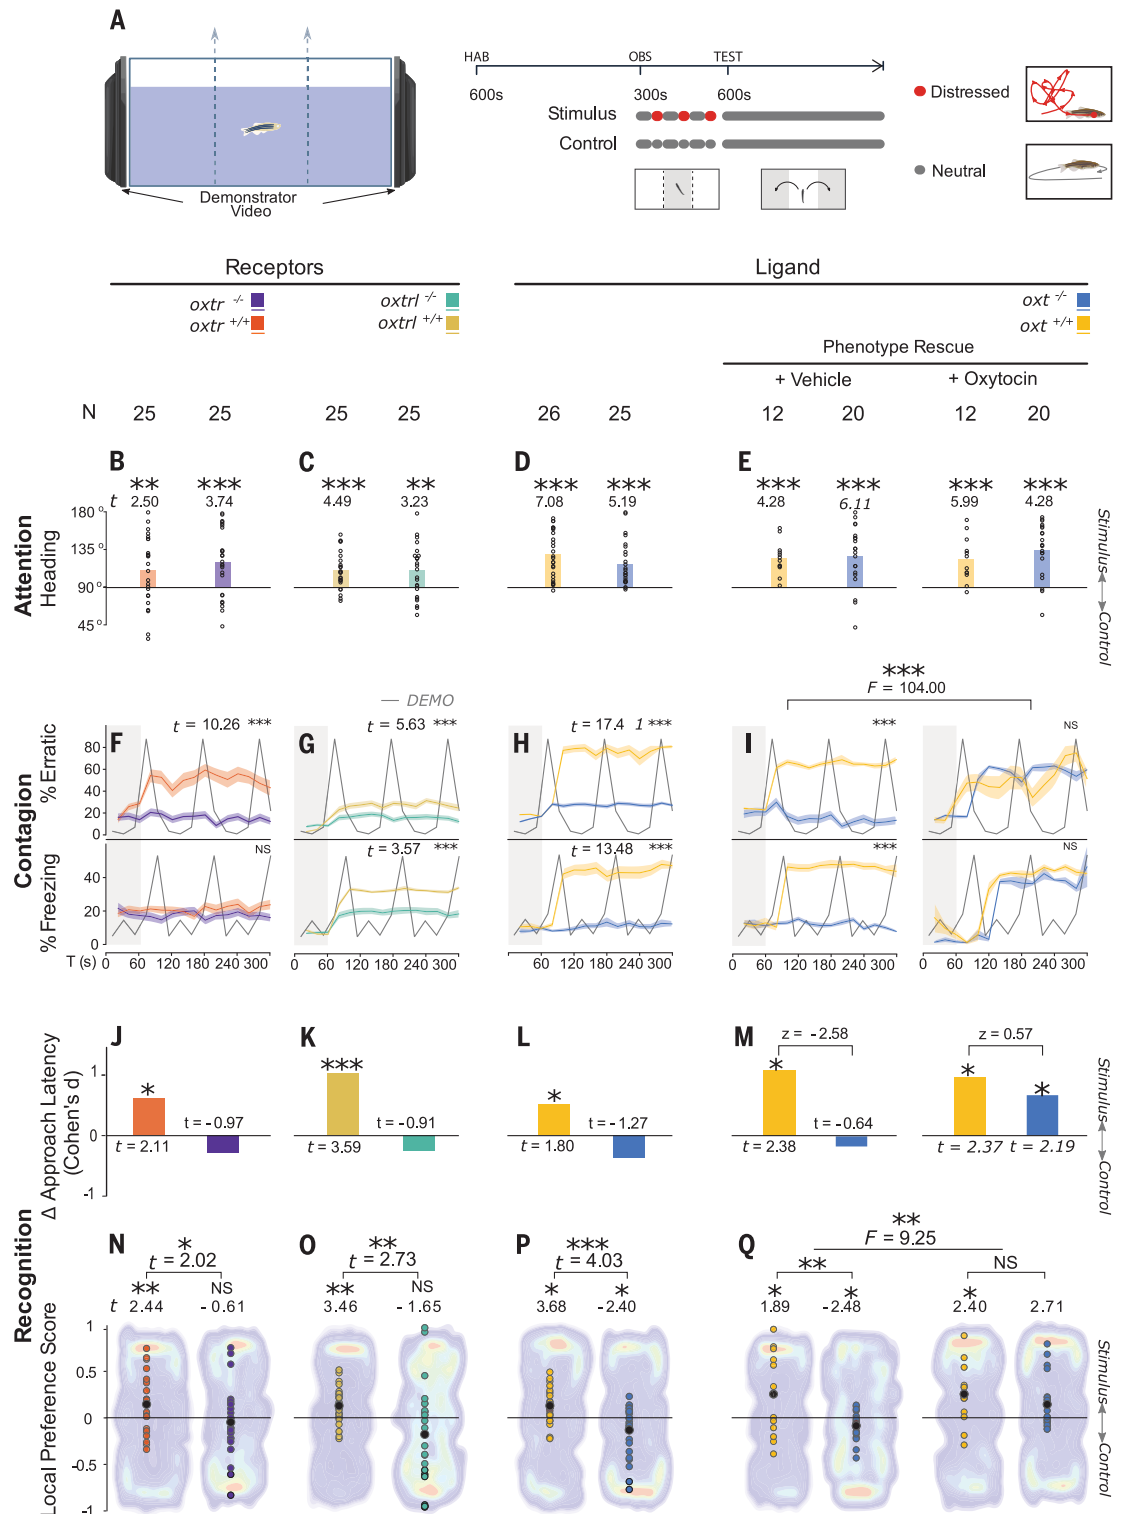 A
HAB OBS TEST
600s 300s 600s
Stimulus
Control
Demonstrator
Video
Distressed
Neutral
Receptors Ligand
oxtr -/- oxtrl -/- oxt -/-
oxtr +/+ oxtrl +/+ oxt +/+
Phenotype Rescue
+ Vehicle + Oxytocin
N 25 25 25 25 26 25 12 20 12 20
B C D E
** *** *** ** *** *** *** *** *** ***
t 2.50 3.74 4.49 3.23 7.08 5.19 4.28 6.11 5.99 4.28
Attention
Heading
180 °
135 °
90 °
45 °
Stimulus
Control
***
F = 104.00
DEMO
F G H I
t = 10.26 *** t = 5.63 *** t = 17.4 1 *** *** NS
Contagion
% Erratic
80
60
40
20
0
NS t = 3.57 *** t = 13.48 *** *** NS
% Freezing
40
20
0
T (s) 0 60 120 180 240 300 0 60 120 180 240 300 60 120 180 240 300 0 60 120 180 240 300 0 60 120 180 240 300
J K L M
z = -2.58 z = 0.57
* *** * * * *
Δ Approach Latency
(Cohen's d)
1
0
-1
t = -0.97 t = -0.91 t = -1.27 t = -0.64
t = 2.11 t = 3.59 t = 1.80 t = 2.38 t = 2.37 t = 2.19
Stimulus
Control
Recognition
N O P Q
* ** *** **
t = 2.02 t = 2.73 t = 4.03 F = 9.25
** NS
** NS ** * * * * *
t 2.44 - 0.61 3.46 - 1.65 3.68 -2.40 1.89 -2.48 2.40 2.71
Local Preference Score
1
0.5
0
-0.5
-1
Stimulus
Control